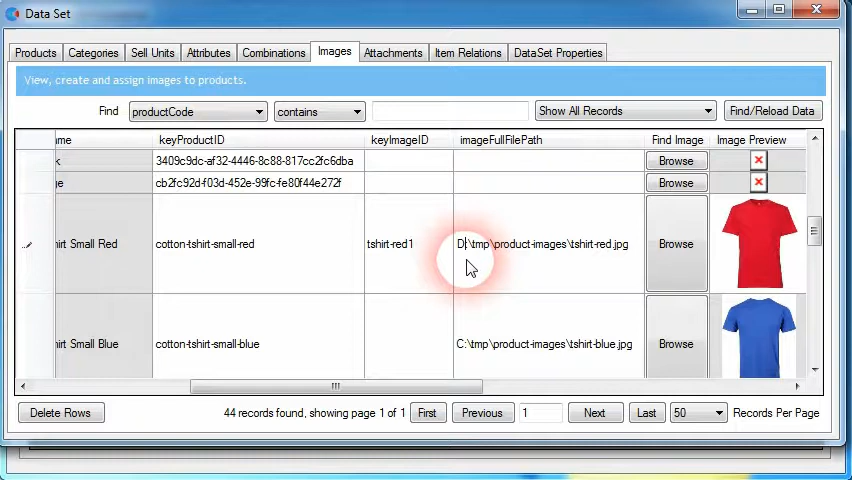 Data Set
Products Categories Sell Units Attributes Combinations Images Attachments Item Relations DataSet Properties
View, create and assign images to products.
Find productCode contains Show All Records Find/Reload Data
me keyProductID keyImageID imageFullFilePath Find Image Image Preview
k 3409c9dc-af32-4446-8c88-817cc2fc6dba Browse
ge cb2fc92d-f03d-452e-99fc-fe80f44e272f Browse
hirt Small Red cotton-tshirt-small-red tshirt-red1 D:\tmp\product-images\tshirt-red.jpg Browse
hirt Small Blue cotton-tshirt-small-blue C:\tmp\product-images\tshirt-blue.jpg Browse
Delete Rows 44 records found, showing page 1 of 1 First Previous 1 Next Last 50 Records Per Page